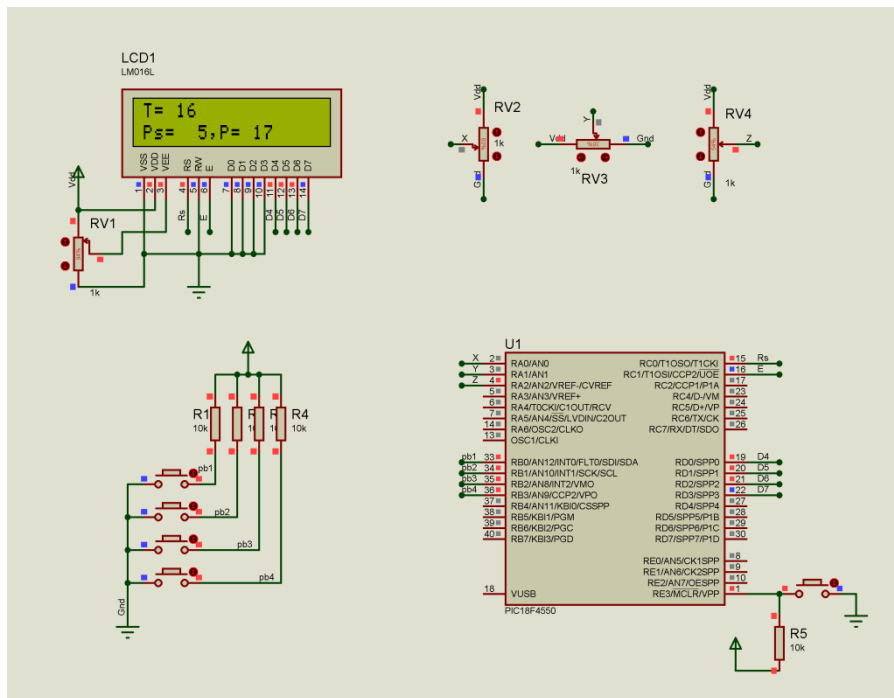 LCD1
LM016L
T= 16
Ps=  5,P= 17
VSS
VDD
VEE
RS
RW
E
D0
D1
D2
D3
D4
D5
D6
D7
1
2
3
4
5
6
7
8
9
10
11
12
13
14
Rs
E
D4
D5
D6
D7
Vdd
RV1
1k
Vdd
RV2
X
1k
Gnd
Y
Vdd
Gnd
1k
RV3
Vdd
RV4
Z
Gnd
1k
R1
10k
R4
10k
pb1
pb2
pb3
pb4
Gnd
U1
X 2 RA0/AN0
Y 3 RA1/AN1
Z 4 RA2/AN2/VREF-/CVREF
5 RA3/AN3/VREF+
6 RA4/T0CKI/C1OUT/RCV
7 RA5/AN4/SS/LVDIN/C2OUT
14 RA6/OSC2/CLKO
13 OSC1/CLKI
pb1 33 RB0/AN12/INT0/FLT0/SDI/SDA
pb2 34 RB1/AN10/INT1/SCK/SCL
pb3 35 RB2/AN8/INT2/VMO
pb4 36 RB3/AN9/CCP2/VPO
37 RB4/AN11/KBI0/CSSPP
38 RB5/KBI1/PGM
39 RB6/KBI2/PGC
40 RB7/KBI3/PGD
18 VUSB
RC0/T1OSO/T1CKI 15 Rs
RC1/T1OSI/CCP2/UOE 16 E
RC2/CCP1/P1A 17
RC4/D-/VM 23
RC5/D+/VP 24
RC6/TX/CK 25
RC7/RX/DT/SDO 26
RD0/SPP0 19 D4
RD1/SPP1 20 D5
RD2/SPP2 21 D6
RD3/SPP3 22 D7
RD4/SPP4 27
RD5/SPP5/P1B 28
RD6/SPP6/P1C 29
RD7/SPP7/P1D 30
RE0/AN5/CK1SPP 8
RE1/AN6/CK2SPP 9
RE2/AN7/OESPP 10
RE3/MCLR/VPP 1
PIC18F4550
R5
10k